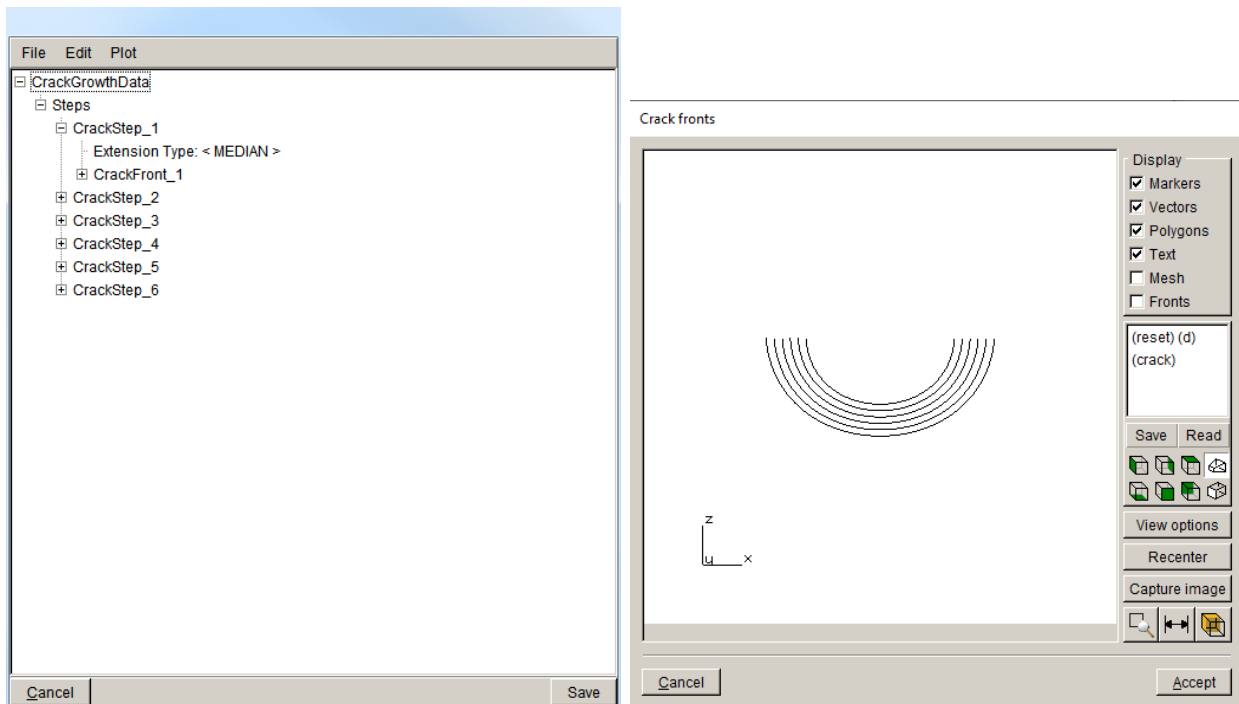 File Edit Plot
CrackGrowthData
Steps
CrackStep_1
Extension Type: < MEDIAN >
CrackFront_1
CrackStep_2
CrackStep_3
CrackStep_4
CrackStep_5
CrackStep_6
Cancel Save
Crack fronts
Display
Markers
Vectors
Polygons
Text
Mesh
Fronts
(reset) (d)
(crack)
Save Read
View options
Recenter
Capture image
z
y x
Cancel Accept